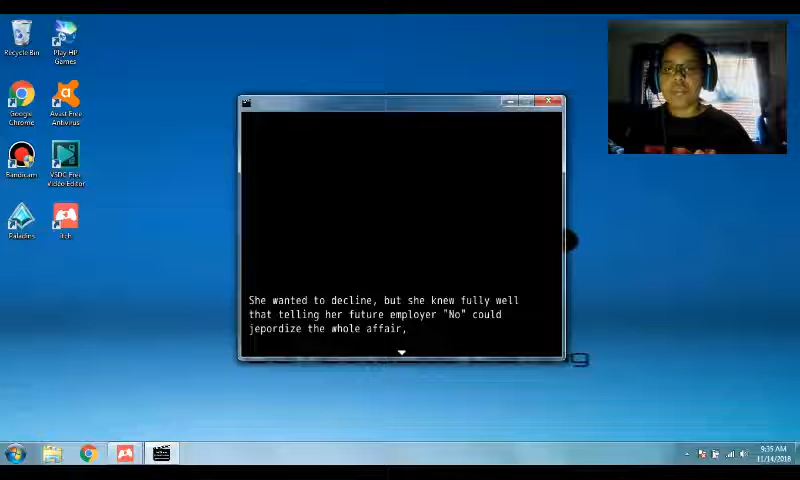 Recycle Bin
Play HP
Games
Google
Chrome
Avast Free
Antivirus
Bandicam
VSDC Free
Video Editor
Paladins
itch
She wanted to decline, but she knew fully well
that telling her future employer "No" could
jepordize the whole affair,
g
9:35 AM
11/14/2018